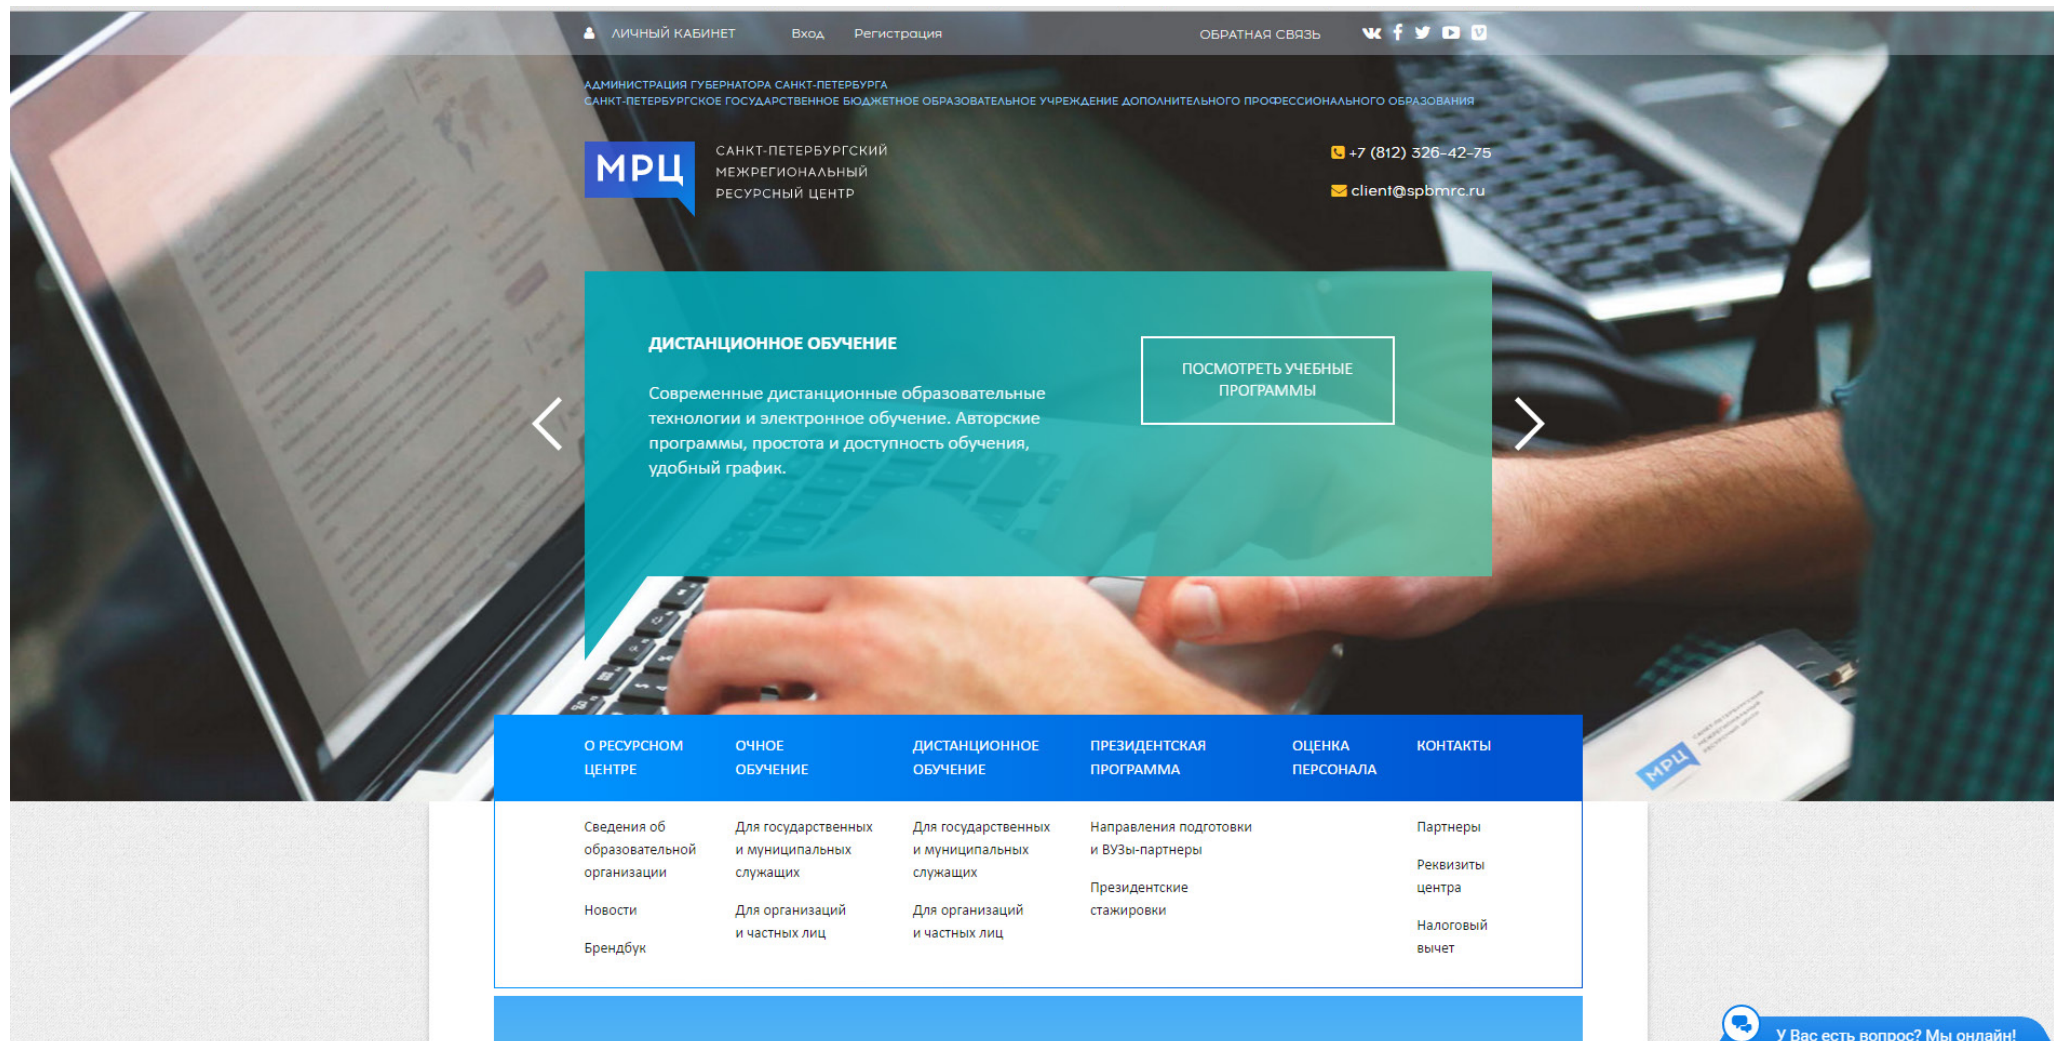 ЛИЧНЫЙ КАБИНЕТ Вход Регистрация ОБРАТНАЯ СВЯЗЬ
АДМИНИСТРАЦИЯ ГУБЕРНАТОРА САНКТ-ПЕТЕРБУРГА
САНКТ-ПЕТЕРБУРГСКОЕ ГОСУДАРСТВЕННОЕ БЮДЖЕТНОЕ ОБРАЗОВАТЕЛЬНОЕ УЧРЕЖДЕНИЕ ДОПОЛНИТЕЛЬНОГО ПРОФЕССИОНАЛЬНОГО ОБРАЗОВАНИЯ
МРЦ
САНКТ-ПЕТЕРБУРГСКИЙ
МЕЖРЕГИОНАЛЬНЫЙ
РЕСУРСНЫЙ ЦЕНТР
+7 (812) 326-42-75
client@spbmrc.ru
ДИСТАНЦИОННОЕ ОБУЧЕНИЕ
Современные дистанционные образовательные
технологии и электронное обучение. Авторские
программы, простота и доступность обучения,
удобный график.
ПОСМОТРЕТЬ УЧЕБНЫЕ
ПРОГРАММЫ
О РЕСУРСНОМ
ЦЕНТРЕ
Сведения об
образовательной
организации
Новости
Брендбук
ОЧНОЕ
ОБУЧЕНИЕ
Для государственных
и муниципальных
служащих
Для организаций
и частных лиц
ДИСТАНЦИОННОЕ
ОБУЧЕНИЕ
Для государственных
и муниципальных
служащих
Для организаций
и частных лиц
ПРЕЗИДЕНТСКАЯ
ПРОГРАММА
Направления подготовки
и ВУЗы-партнеры
Президентские
стажировки
ОЦЕНКА
ПЕРСОНАЛА
КОНТАКТЫ
Партнеры
Реквизиты
центра
Налоговый
вычет
МРЦ
САНКТ-ПЕТЕРБУРГСКИЙ
МЕЖРЕГИОНАЛЬНЫЙ
РЕСУРСНЫЙ ЦЕНТР
У Вас есть вопрос? Мы онлайн!